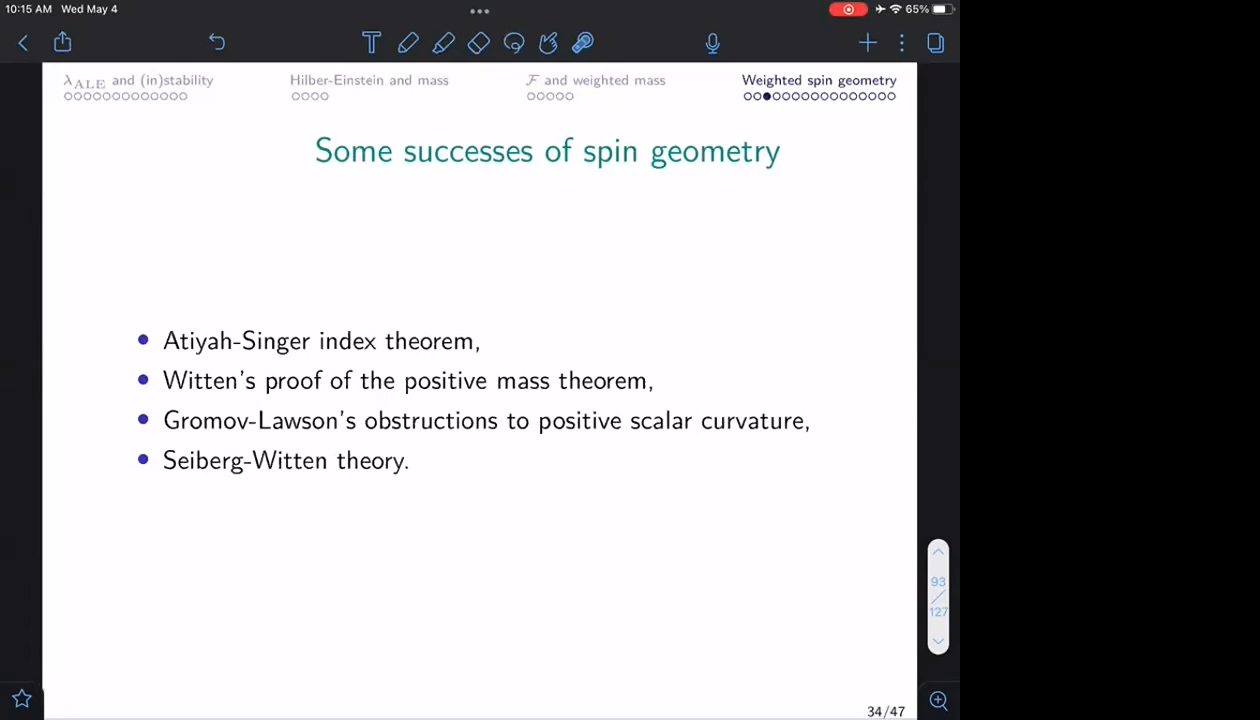 10:15 AM Wed May 4
65%
λALE and (in)stability
Hilber-Einstein and mass
ℱ and weighted mass
Weighted spin geometry
Some successes of spin geometry
• Atiyah-Singer index theorem,
• Witten's proof of the positive mass theorem,
• Gromov-Lawson's obstructions to positive scalar curvature,
• Seiberg-Witten theory.
93
/
127
34/47